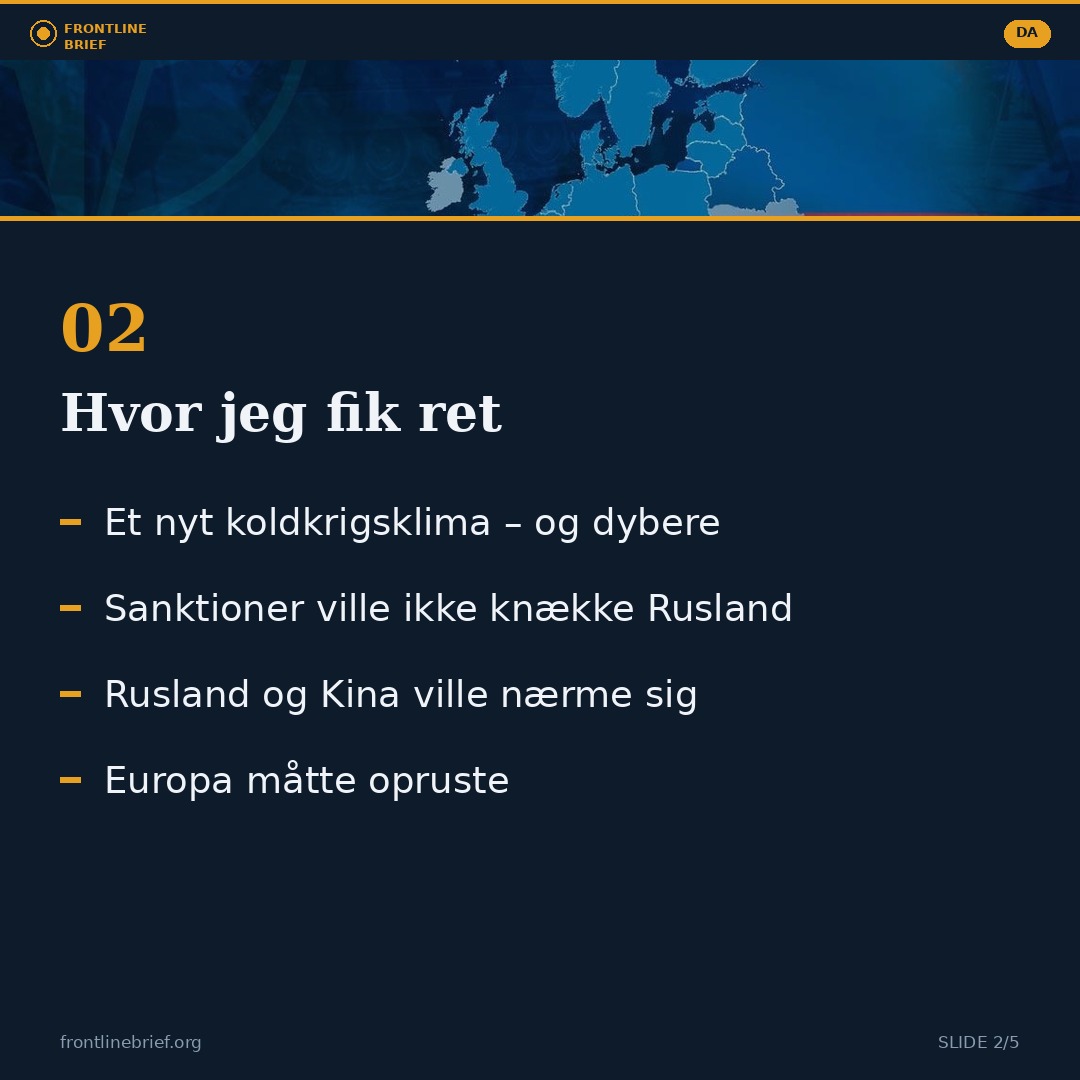 FRONTLINE
BRIEF
DA
02
Hvor jeg fik ret
Et nyt koldkrigsklima – og dybere
Sanktioner ville ikke knække Rusland
Rusland og Kina ville nærme sig
Europa måtte opruste
frontlinebrief.org
SLIDE 2/5